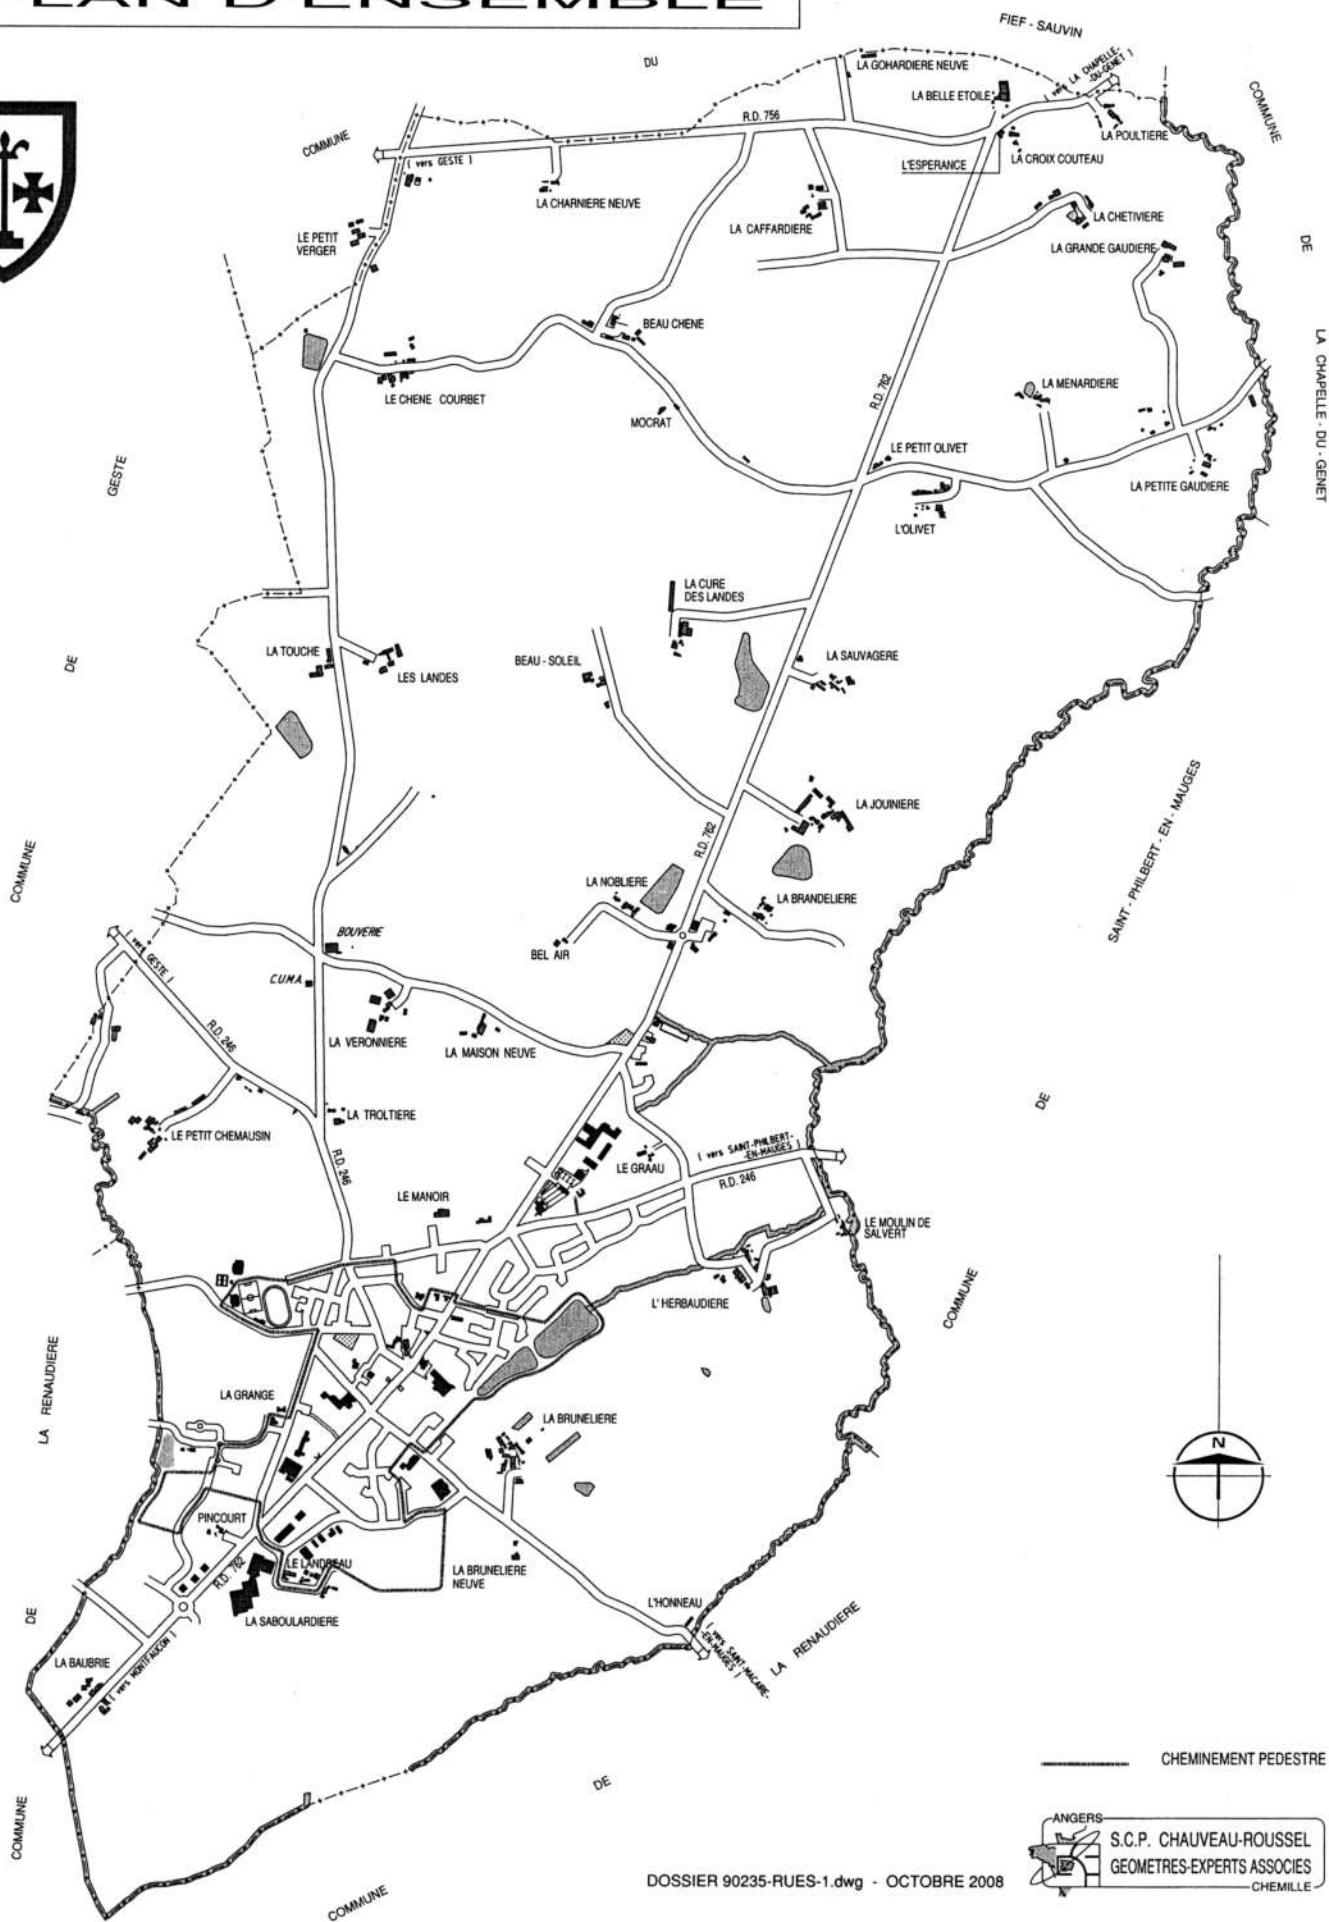 PLAN D'ENSEMBLE
FIEF - SAUVIN
DU
COMMUNE
( vers LA CHAPELLE-
-DU-GENET )
LA GOHARDIERE NEUVE
LA BELLE ETOILE
R.D. 756
LA POULTIERE
COMMUNE
( vers GESTE )
L'ESPERANCE
LA CROIX COUTEAU
LA CHARNIERE NEUVE
LA CAFFARDIERE
LA CHETIVIERE
LE PETIT
VERGER
LA GRANDE GAUDIERE
DE
BEAU CHENE
LA CHAPELLE - DU - GENET
LE CHENE COURBET
MOCRAT
R.D. 762
LA MENARDIERE
LE PETIT OLIVET
LA PETITE GAUDIERE
GESTE
L'OLIVET
LA CURE
DES LANDES
LA TOUCHE
LES LANDES
BEAU - SOLEIL
LA SAUVAGERE
DE
LA JOUINIERE
R.D. 762
SAINT - PHILBERT - EN - MAUGES
COMMUNE
LA NOBLIERE
LA BRANDELIERE
BOUVERIE
BEL AIR
( vers
GESTE )
C.U.M.A.
R.D. 246
LA VERONNIERE
LA MAISON NEUVE
DE
LA TROLTIERE
LE PETIT CHEMAUSIN
R.D. 246
LE GRAAU
( vers SAINT-PHILBERT-
-EN-MAUGES )
R.D. 246
LE MANOIR
LE MOULIN DE
SALVERT
L' HERBAUDIERE
COMMUNE
LA RENAUDIERE
LA GRANGE
LA BRUNELIERE
N
PINCOURT
LE LANDREAU
R.D. 762
LA BRUNELIERE
NEUVE
LA SABOULARDIERE
L'HONNEAU
DE
( vers SAINT-MACAIRE-
-EN-MAUGES )
LA RENAUDIERE
LA BAUBRIE
( vers MONTFAUCON )
CHEMINEMENT PEDESTRE
DE
COMMUNE
COMMUNE
ANGERS
S.C.P. CHAUVEAU-ROUSSEL
GEOMETRES-EXPERTS ASSOCIES
CHEMILLE
DOSSIER 90235-RUES-1.dwg - OCTOBRE 2008